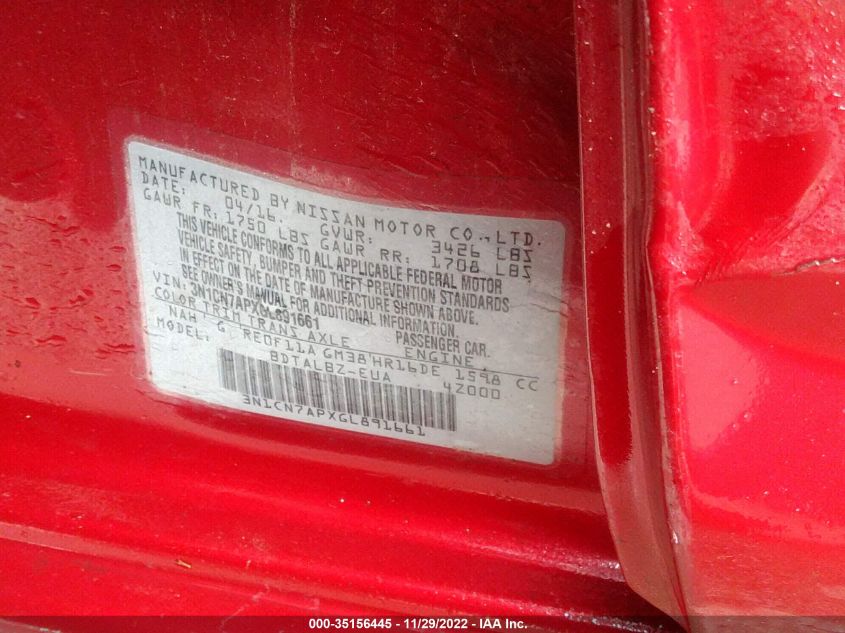 MANUFACTURED BY NISSAN MOTOR CO., LTD.
DATE: 04/16. GVWR: 3426 LBS
GAWR FR: 1750 LBS GAWR RR: 1708 LBS
THIS VEHICLE CONFORMS TO ALL APPLICABLE FEDERAL MOTOR
VEHICLE SAFETY, BUMPER AND THEFT PREVENTION STANDARDS
IN EFFECT ON THE DATE OF MANUFACTURE SHOWN ABOVE.
SEE OWNER'S MANUAL FOR ADDITIONAL INFORMATION.
VIN: 3N1CN7APXGL891661 PASSENGER CAR.
COLOR TRIM TRANS AXLE ENGINE
NAH G RE0F11A GM38 HR16DE 1598 CC
MODEL: BDTALBZ-EUA 42000
3N1CN7APXGL891661
000-35156445 - 11/29/2022 - IAA Inc.